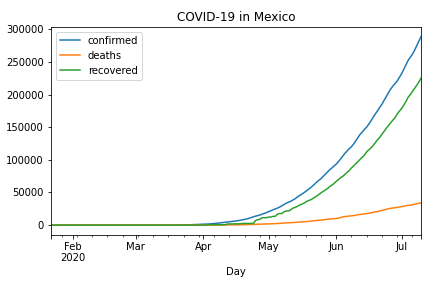 COVID-19 in Mexico
confirmed
deaths
recovered
300000
250000
200000
150000
100000
50000
0
Feb Mar Apr May Jun Jul
2020
Day